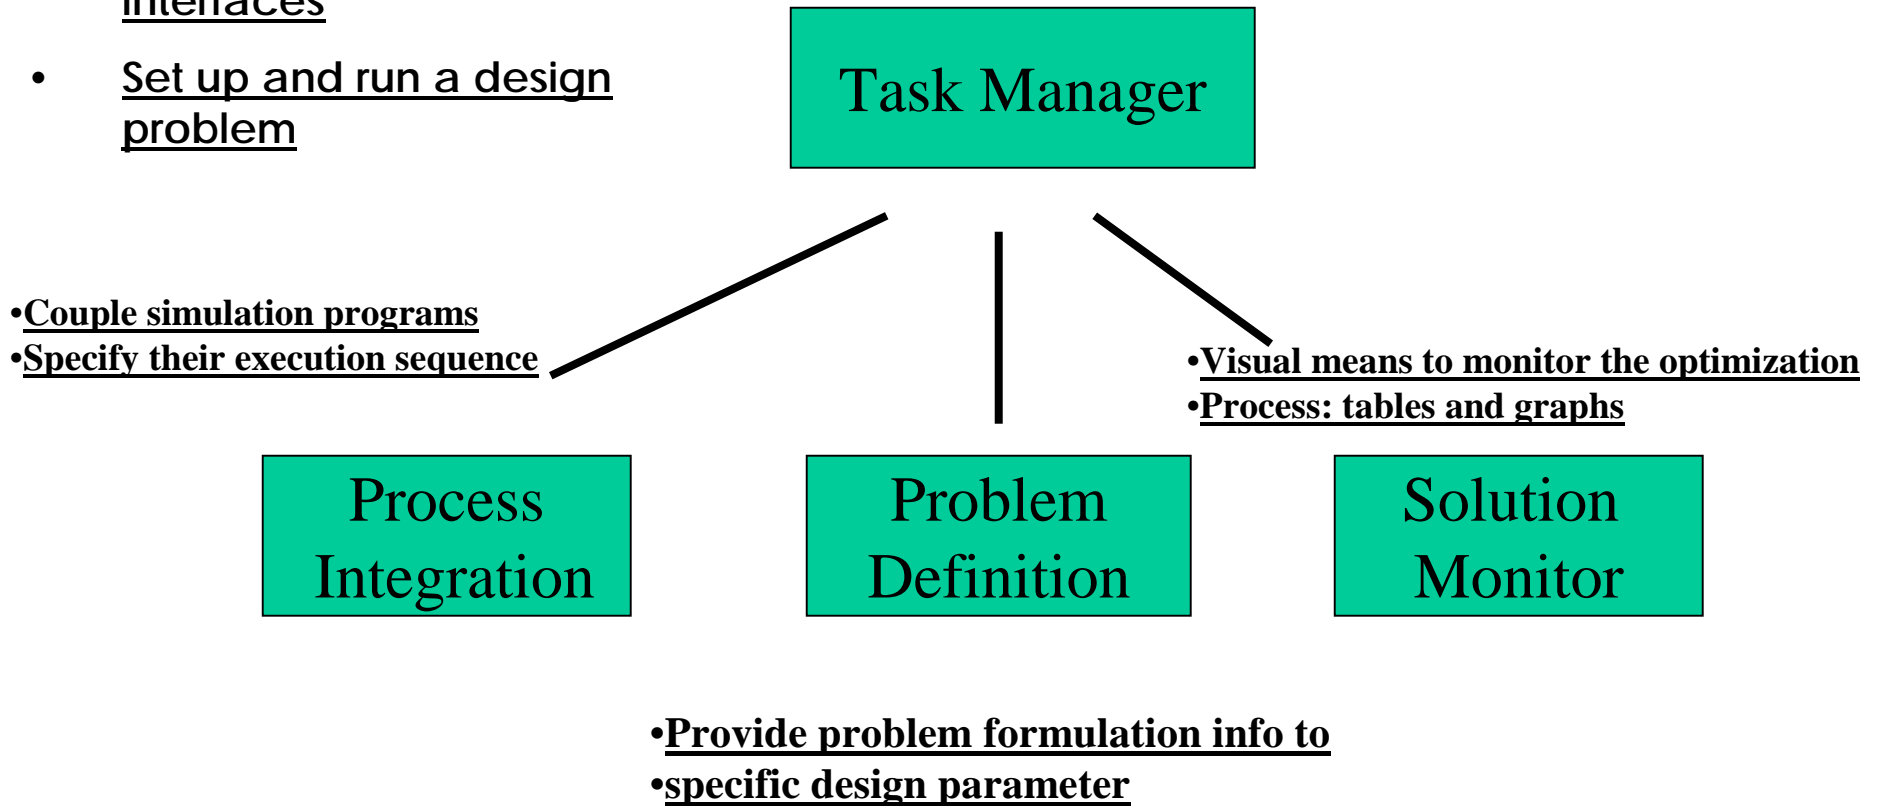 interfaces
• Set up and run a design
problem
Task Manager
•Couple simulation programs
•Specify their execution sequence
•Visual means to monitor the optimization
•Process: tables and graphs
Process
Integration
Problem
Definition
Solution
Monitor
•Provide problem formulation info to
•specific design parameter